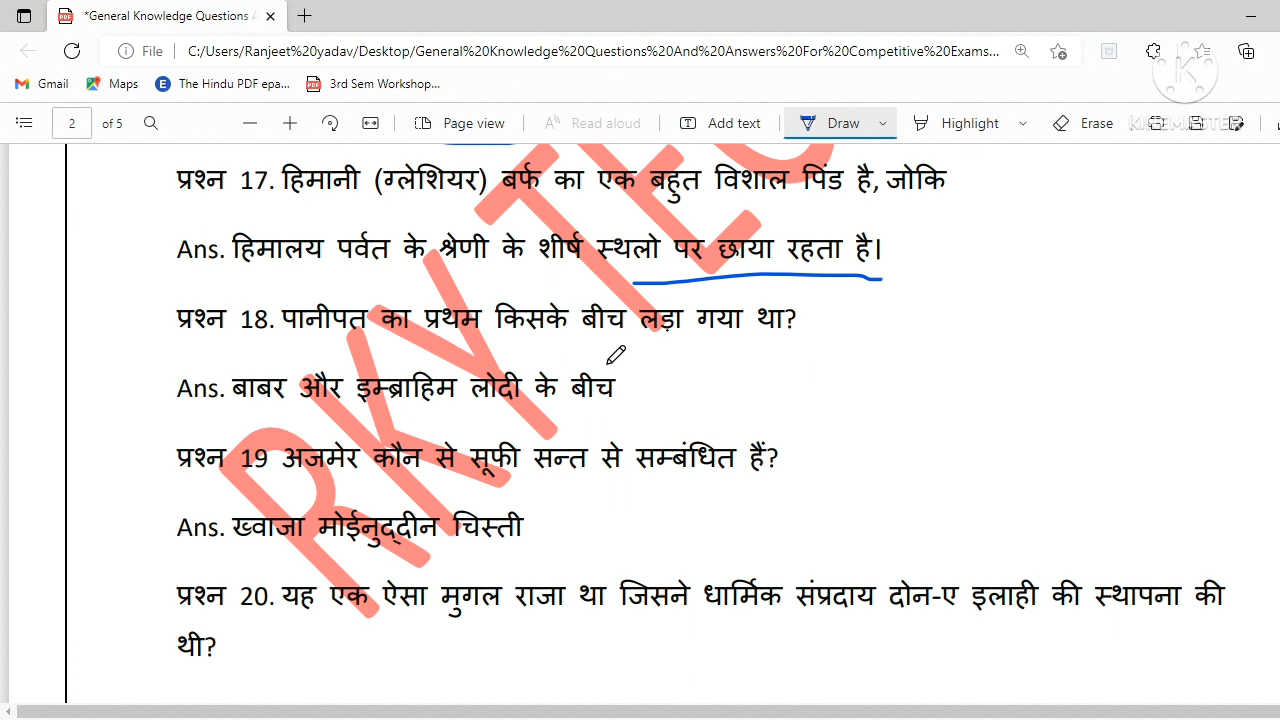 *General Knowledge Questions A
File C:/Users/Ranjeet%20yadav/Desktop/General%20Knowledge%20Questions%20And%20Answers%20For%20Competitive%20Exams...
Gmail Maps The Hindu PDF epa... 3rd Sem Workshop...
2 of 5 Page view Read aloud Add text Draw Highlight Erase KINEMASTER
प्रश्न 17. हिमानी (ग्लेशियर) बर्फ का एक बहुत विशाल पिंड है, जोकि
Ans. हिमालय पर्वत के श्रेणी के शीर्ष स्थलो पर छाया रहता है।
प्रश्न 18. पानीपत का प्रथम किसके बीच लड़ा गया था?
Ans. बाबर और इम्ब्राहिम लोदी के बीच
प्रश्न 19 अजमेर कौन से सूफी सन्त से सम्बंधित हैं?
Ans. ख्वाजा मोईनुद्दीन चिस्ती
प्रश्न 20. यह एक ऐसा मुगल राजा था जिसने धार्मिक संप्रदाय दोन-ए इलाही की स्थापना की
थी?
RKY TEC